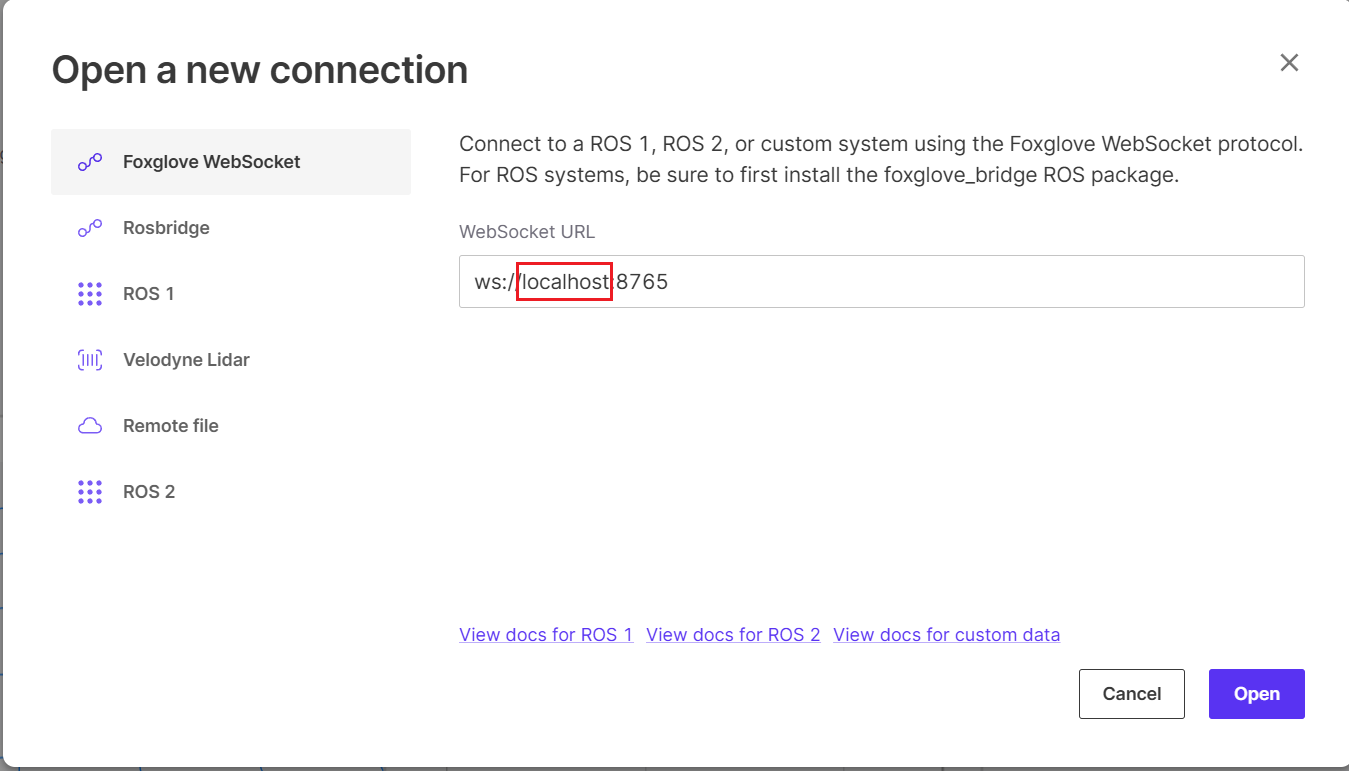 Open a new connection
Foxglove WebSocket
Rosbridge
ROS 1
Velodyne Lidar
Remote file
ROS 2
Connect to a ROS 1, ROS 2, or custom system using the Foxglove WebSocket protocol.
For ROS systems, be sure to first install the foxglove_bridge ROS package.
WebSocket URL
ws://localhost:8765
View docs for ROS 1 View docs for ROS 2 View docs for custom data
Cancel Open